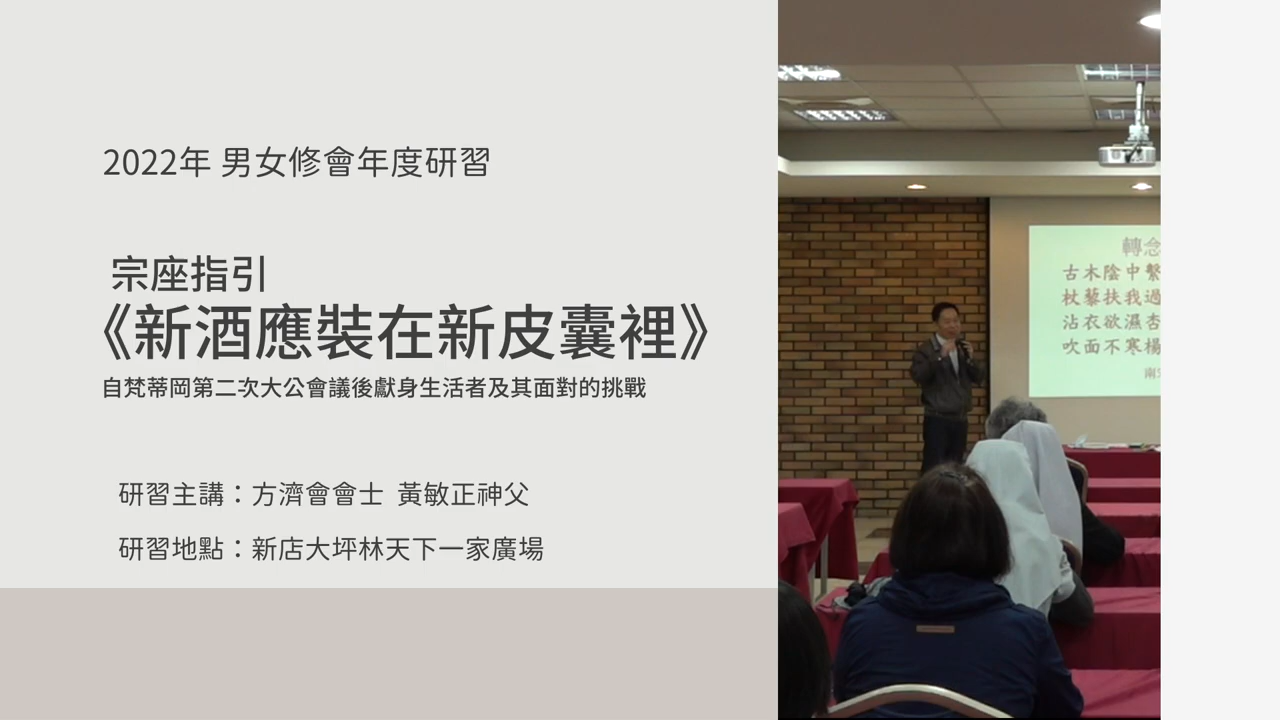 2022年 男女修會年度研習
宗座指引
《新酒應裝在新皮囊裡》
自梵蒂岡第二次大公會議後獻身生活者及其面對的挑戰
研習主講：方濟會會士 黃敏正神父
研習地點：新店大坪林天下一家廣場
轉念
古木陰中繫
杖藜扶我過
沾衣欲濕杏
吹面不寒楊
南宋